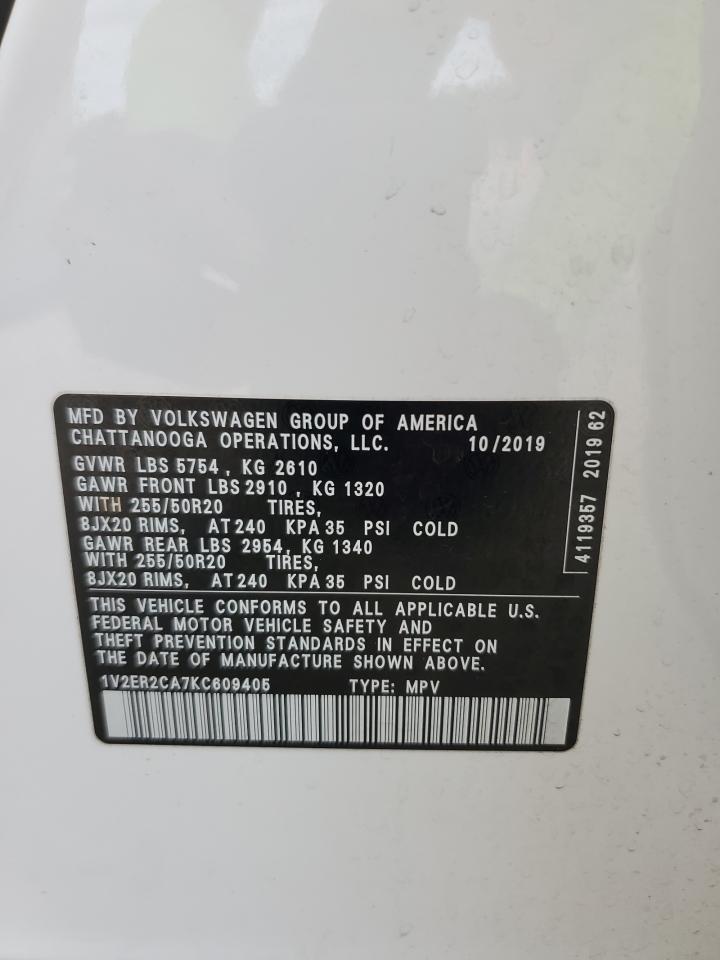 MFD BY VOLKSWAGEN GROUP OF AMERICA
CHATTANOOGA OPERATIONS, LLC. 10/2019
GVWR LBS 5754 , KG 2610
GAWR FRONT LBS 2910 , KG 1320
WITH 255/50R20 TIRES,
8JX20 RIMS, AT 240 KPA 35 PSI COLD
GAWR REAR LBS 2954, KG 1340
WITH 255/50R20 TIRES,
8JX20 RIMS, AT 240 KPA 35 PSI COLD
THIS VEHICLE CONFORMS TO ALL APPLICABLE U.S.
FEDERAL MOTOR VEHICLE SAFETY AND
THEFT PREVENTION STANDARDS IN EFFECT ON
THE DATE OF MANUFACTURE SHOWN ABOVE.
1V2ER2CA7KC609405 TYPE: MPV
4119357 2019 62